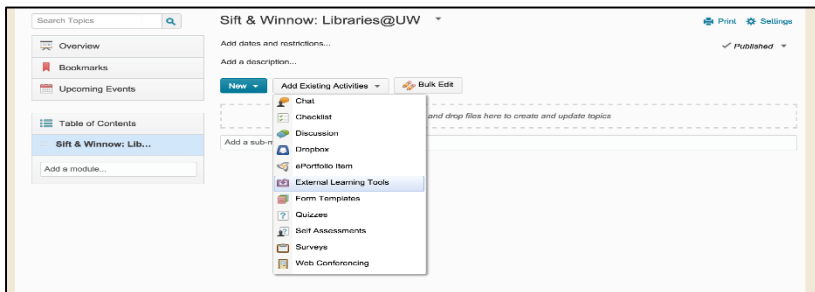 Search Topics
Overview
Bookmarks
Upcoming Events
Table of Contents
Sift & Winnow: Lib...
Add a module...
Sift & Winnow: Libraries@UW
Print Settings
Add dates and restrictions...
Published
Add a description...
New Add Existing Activities Bulk Edit
and drop files here to create and update topics
Add a sub-m
Chat
Checklist
Discussion
Dropbox
ePortfolio Item
External Learning Tools
Form Templates
Quizzes
Self Assessments
Surveys
Web Conferencing